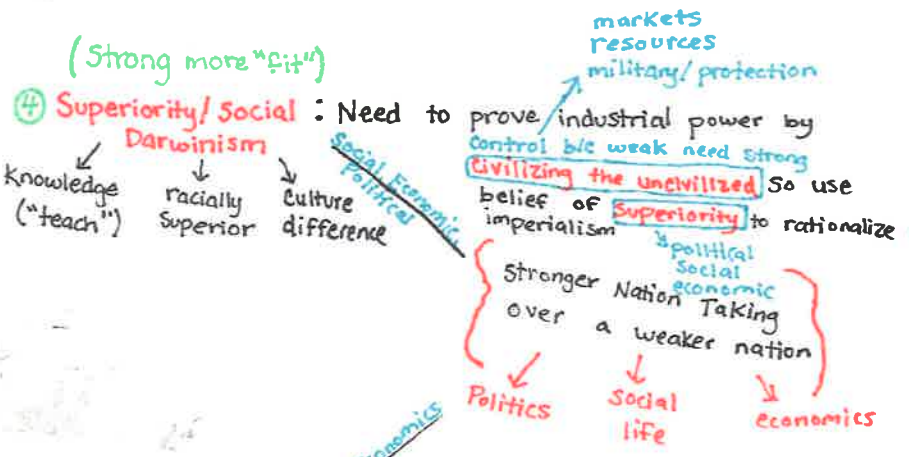 markets
resources
military/protection
(Strong more "fit")
④ Superiority/Social : Need to prove industrial power by
Darwinism
control b/c weak need strong
civilizing the uncivilized so use
belief of superiority to rationalize
imperialism
Knowledge
("teach")
racially
superior
culture
difference
Social, Economic,
Political
political
social
economic
Stronger Nation Taking
over a weaker nation
Politics
social
life
economics